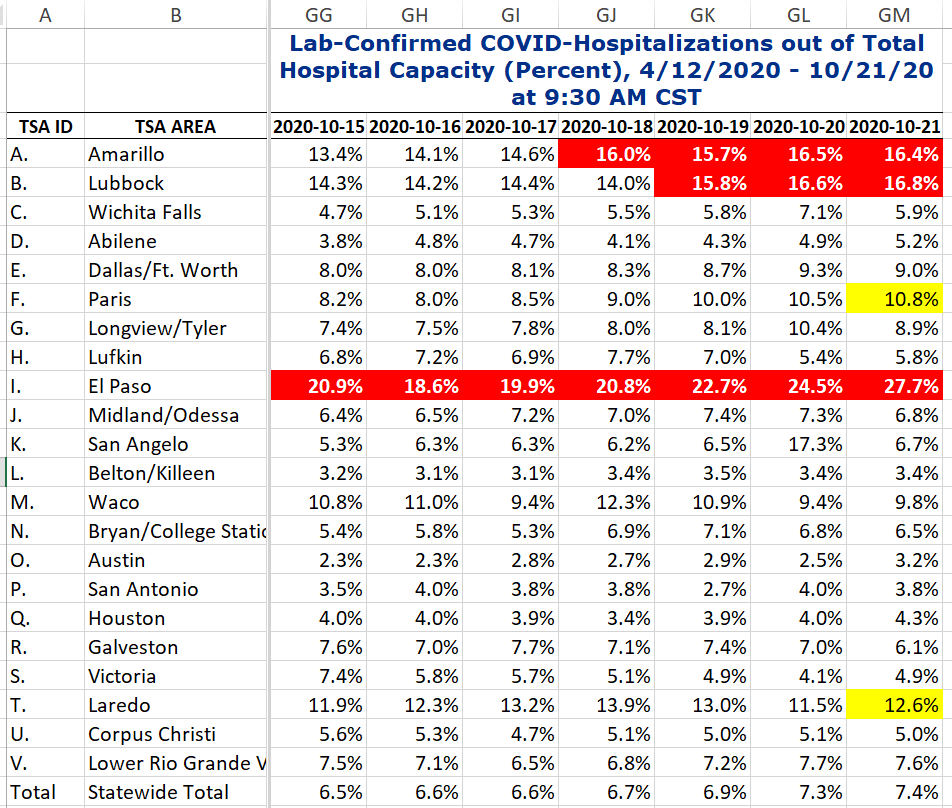 A B GG GH GI GJ GK GL GM
Lab-Confirmed COVID-Hospitalizations out of Total
Hospital Capacity (Percent), 4/12/2020 - 10/21/20
at 9:30 AM CST
TSA ID TSA AREA 2020-10-15 2020-10-16 2020-10-17 2020-10-18 2020-10-19 2020-10-20 2020-10-21
A. Amarillo 13.4% 14.1% 14.6% 16.0% 15.7% 16.5% 16.4%
B. Lubbock 14.3% 14.2% 14.4% 14.0% 15.8% 16.6% 16.8%
C. Wichita Falls 4.7% 5.1% 5.3% 5.5% 5.8% 7.1% 5.9%
D. Abilene 3.8% 4.8% 4.7% 4.1% 4.3% 4.9% 5.2%
E. Dallas/Ft. Worth 8.0% 8.0% 8.1% 8.3% 8.7% 9.3% 9.0%
F. Paris 8.2% 8.0% 8.5% 9.0% 10.0% 10.5% 10.8%
G. Longview/Tyler 7.4% 7.5% 7.8% 8.0% 8.1% 10.4% 8.9%
H. Lufkin 6.8% 7.2% 6.9% 7.7% 7.0% 5.4% 5.8%
I. El Paso 20.9% 18.6% 19.9% 20.8% 22.7% 24.5% 27.7%
J. Midland/Odessa 6.4% 6.5% 7.2% 7.0% 7.4% 7.3% 6.8%
K. San Angelo 5.3% 6.3% 6.3% 6.2% 6.5% 17.3% 6.7%
L. Belton/Killeen 3.2% 3.1% 3.1% 3.4% 3.5% 3.4% 3.4%
M. Waco 10.8% 11.0% 9.4% 12.3% 10.9% 9.4% 9.8%
N. Bryan/College Static 5.4% 5.8% 5.3% 6.9% 7.1% 6.8% 6.5%
O. Austin 2.3% 2.3% 2.8% 2.7% 2.9% 2.5% 3.2%
P. San Antonio 3.5% 4.0% 3.8% 3.8% 2.7% 4.0% 3.8%
Q. Houston 4.0% 4.0% 3.9% 3.4% 3.9% 4.0% 4.3%
R. Galveston 7.6% 7.0% 7.7% 7.1% 7.4% 7.0% 6.1%
S. Victoria 7.4% 5.8% 5.7% 5.1% 4.9% 4.1% 4.9%
T. Laredo 11.9% 12.3% 13.2% 13.9% 13.0% 11.5% 12.6%
U. Corpus Christi 5.6% 5.3% 4.7% 5.1% 5.0% 5.1% 5.0%
V. Lower Rio Grande V 7.5% 7.1% 6.5% 6.8% 7.2% 7.7% 7.6%
Total Statewide Total 6.5% 6.6% 6.6% 6.7% 6.9% 7.3% 7.4%